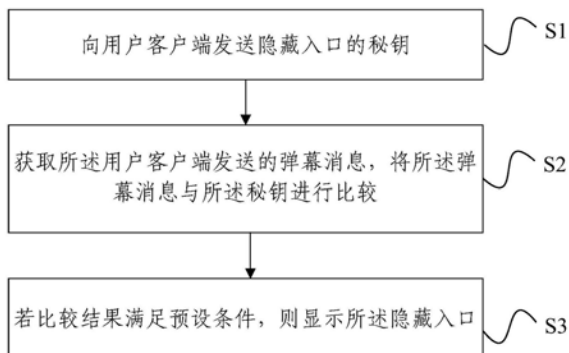 向用户客户端发送隐藏入口的秘钥
S1
获取所述用户客户端发送的弹幕消息，将所述弹
幕消息与所述秘钥进行比较
S2
若比较结果满足预设条件，则显示所述隐藏入口
S3